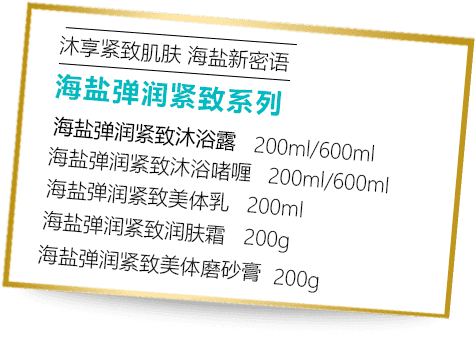 沐享紧致肌肤 海盐新密语
海盐弹润紧致系列
海盐弹润紧致沐浴露 200ml/600ml
海盐弹润紧致沐浴啫喱 200ml/600ml
海盐弹润紧致美体乳 200ml
海盐弹润紧致润肤霜 200g
海盐弹润紧致美体磨砂膏 200g